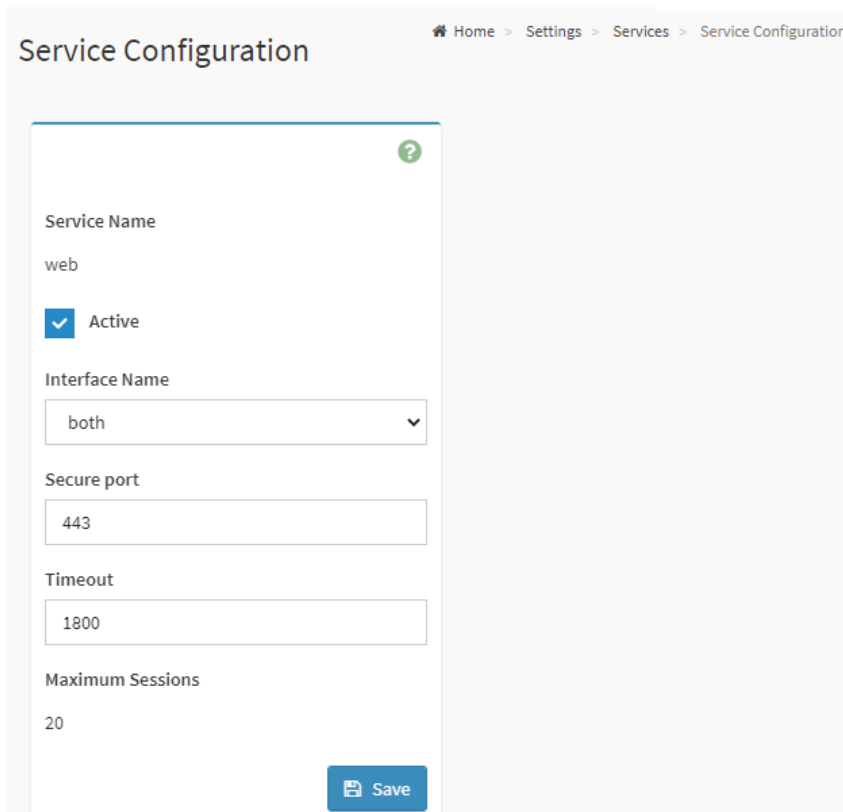 Service Configuration
Home > Settings > Services > Service Configuration
Service Name
web
Active
Interface Name
both
Secure port
443
Timeout
1800
Maximum Sessions
20
Save